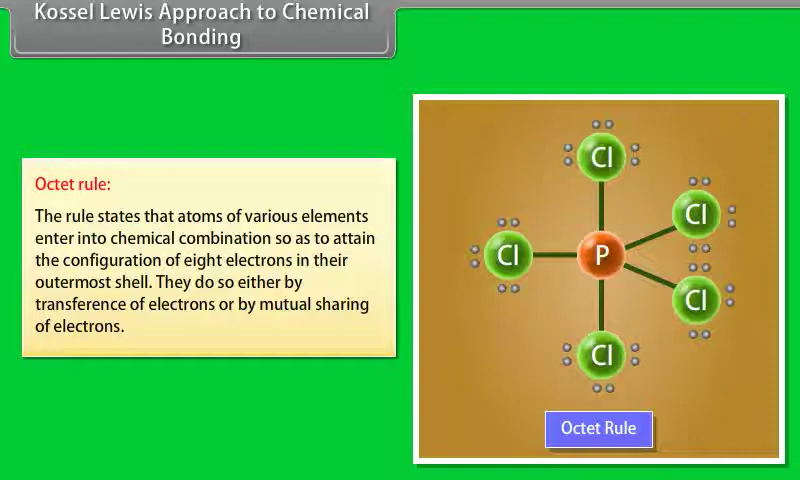 Kossel Lewis Approach to Chemical
Bonding
Octet rule:
The rule states that atoms of various elements
enter into chemical combination so as to attain
the configuration of eight electrons in their
outermost shell. They do so either by
transference of electrons or by mutual sharing
of electrons.
Cl
Cl
Cl
P
Cl
Cl
Octet Rule